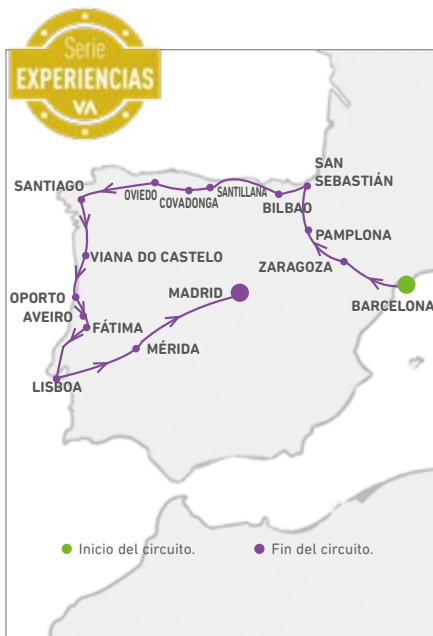 Serie
EXPERIENCIAS
VA
SAN
SEBASTIÁN
SANTIAGO
OVIEDO
COVADONGA
SANTILLANA
BILBAO
PAMPLONA
VIANA DO CASTELO
ZARAGOZA
MADRID
OPORTO
BARCELONA
AVEIRO
FÁTIMA
MÉRIDA
LISBOA
Inicio del circuito.
Fin del circuito.